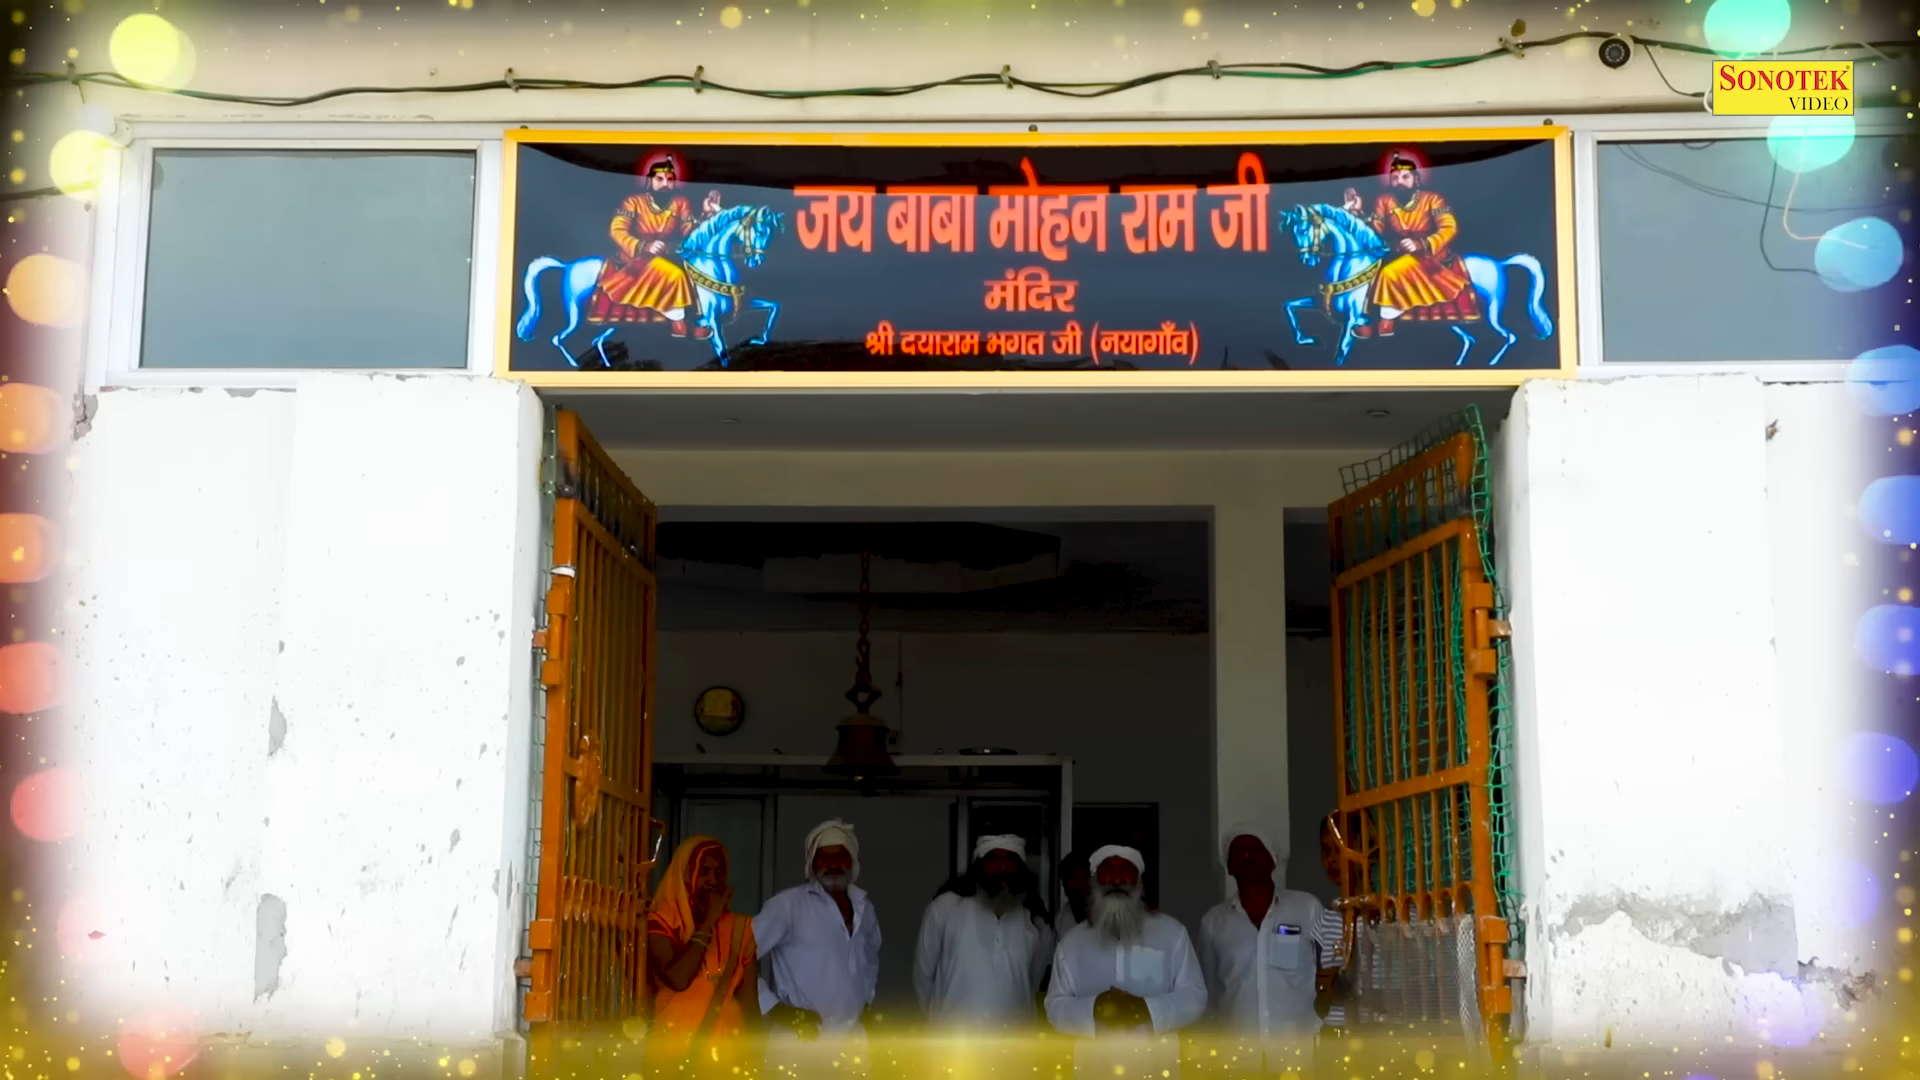 SONOTEK
VIDEO
जय बाबा मोहन राम जी
मंदिर
श्री दयाराम भगत जी (नयागाँव)